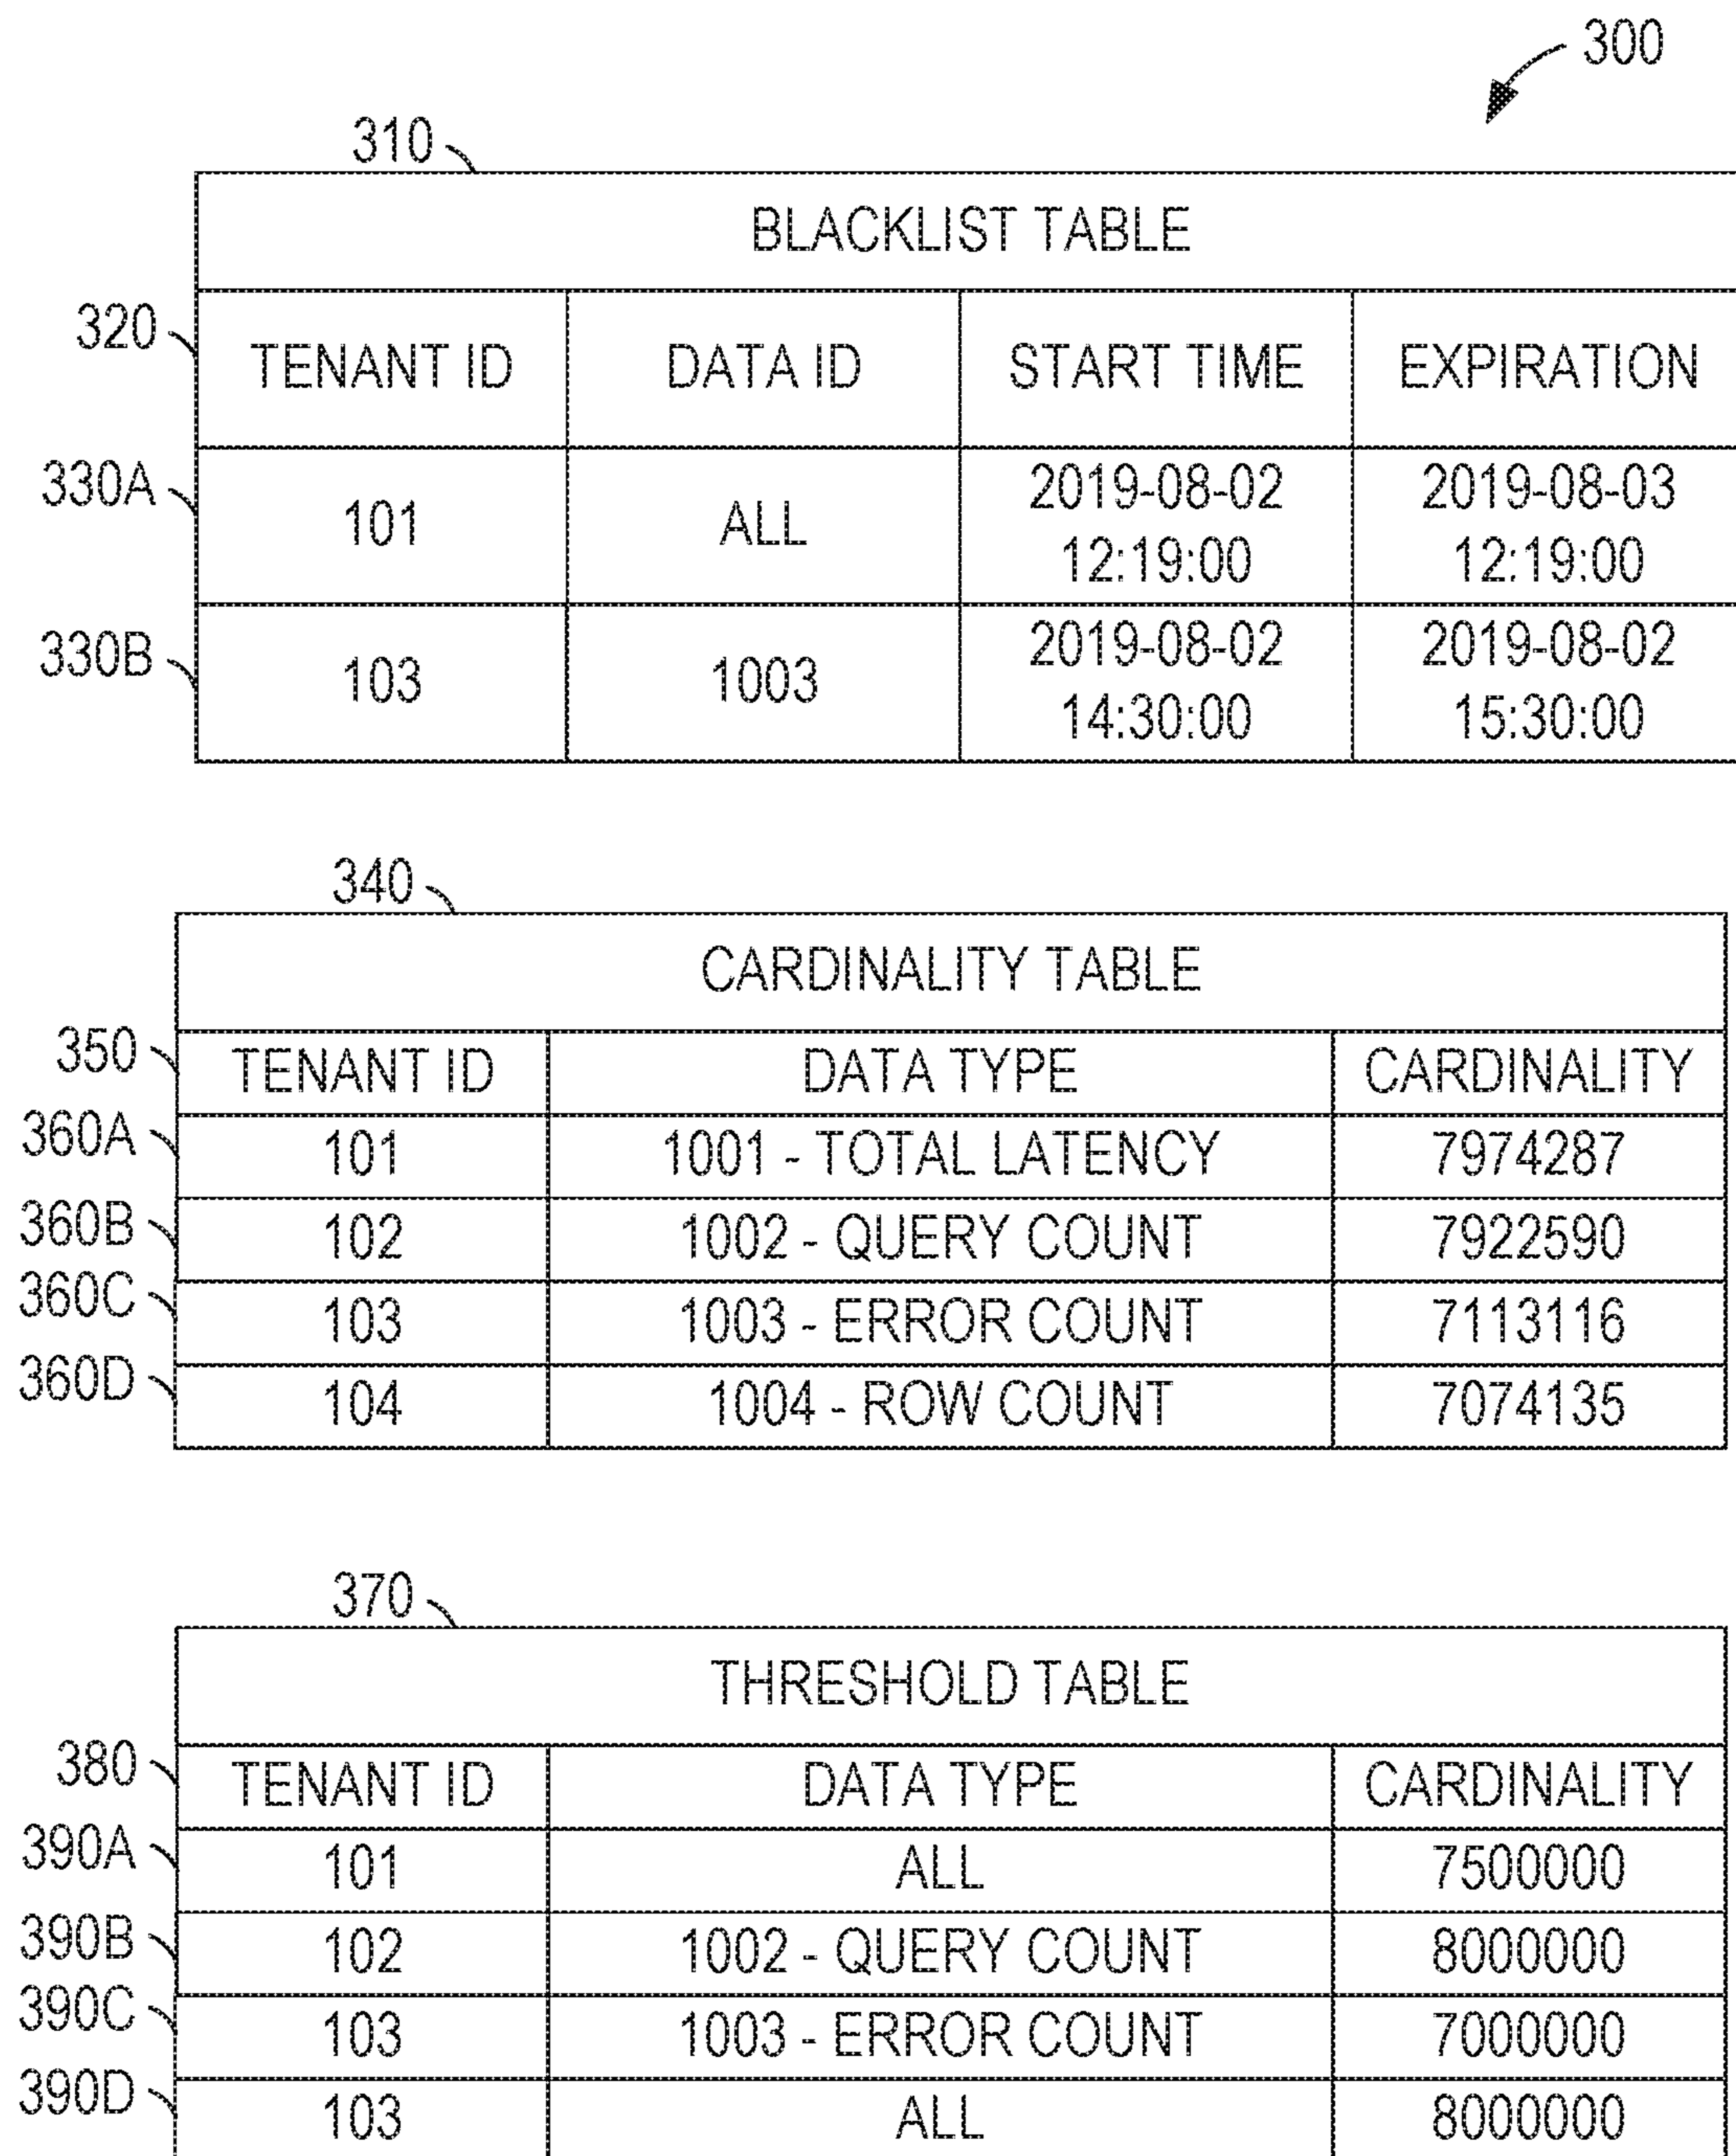 300
310
BLACKLIST TABLE
320 TENANT ID DATA ID START TIME EXPIRATION
330A 101 ALL 2019-08-02 12:19:00 2019-08-03 12:19:00
330B 103 1003 2019-08-02 14:30:00 2019-08-02 15:30:00
340
CARDINALITY TABLE
350 TENANT ID DATA TYPE CARDINALITY
360A 101 1001 - TOTAL LATENCY 7974287
360B 102 1002 - QUERY COUNT 7922590
360C 103 1003 - ERROR COUNT 7113116
360D 104 1004 - ROW COUNT 7074135
370
THRESHOLD TABLE
380 TENANT ID DATA TYPE CARDINALITY
390A 101 ALL 7500000
390B 102 1002 - QUERY COUNT 8000000
390C 103 1003 - ERROR COUNT 7000000
390D 103 ALL 8000000